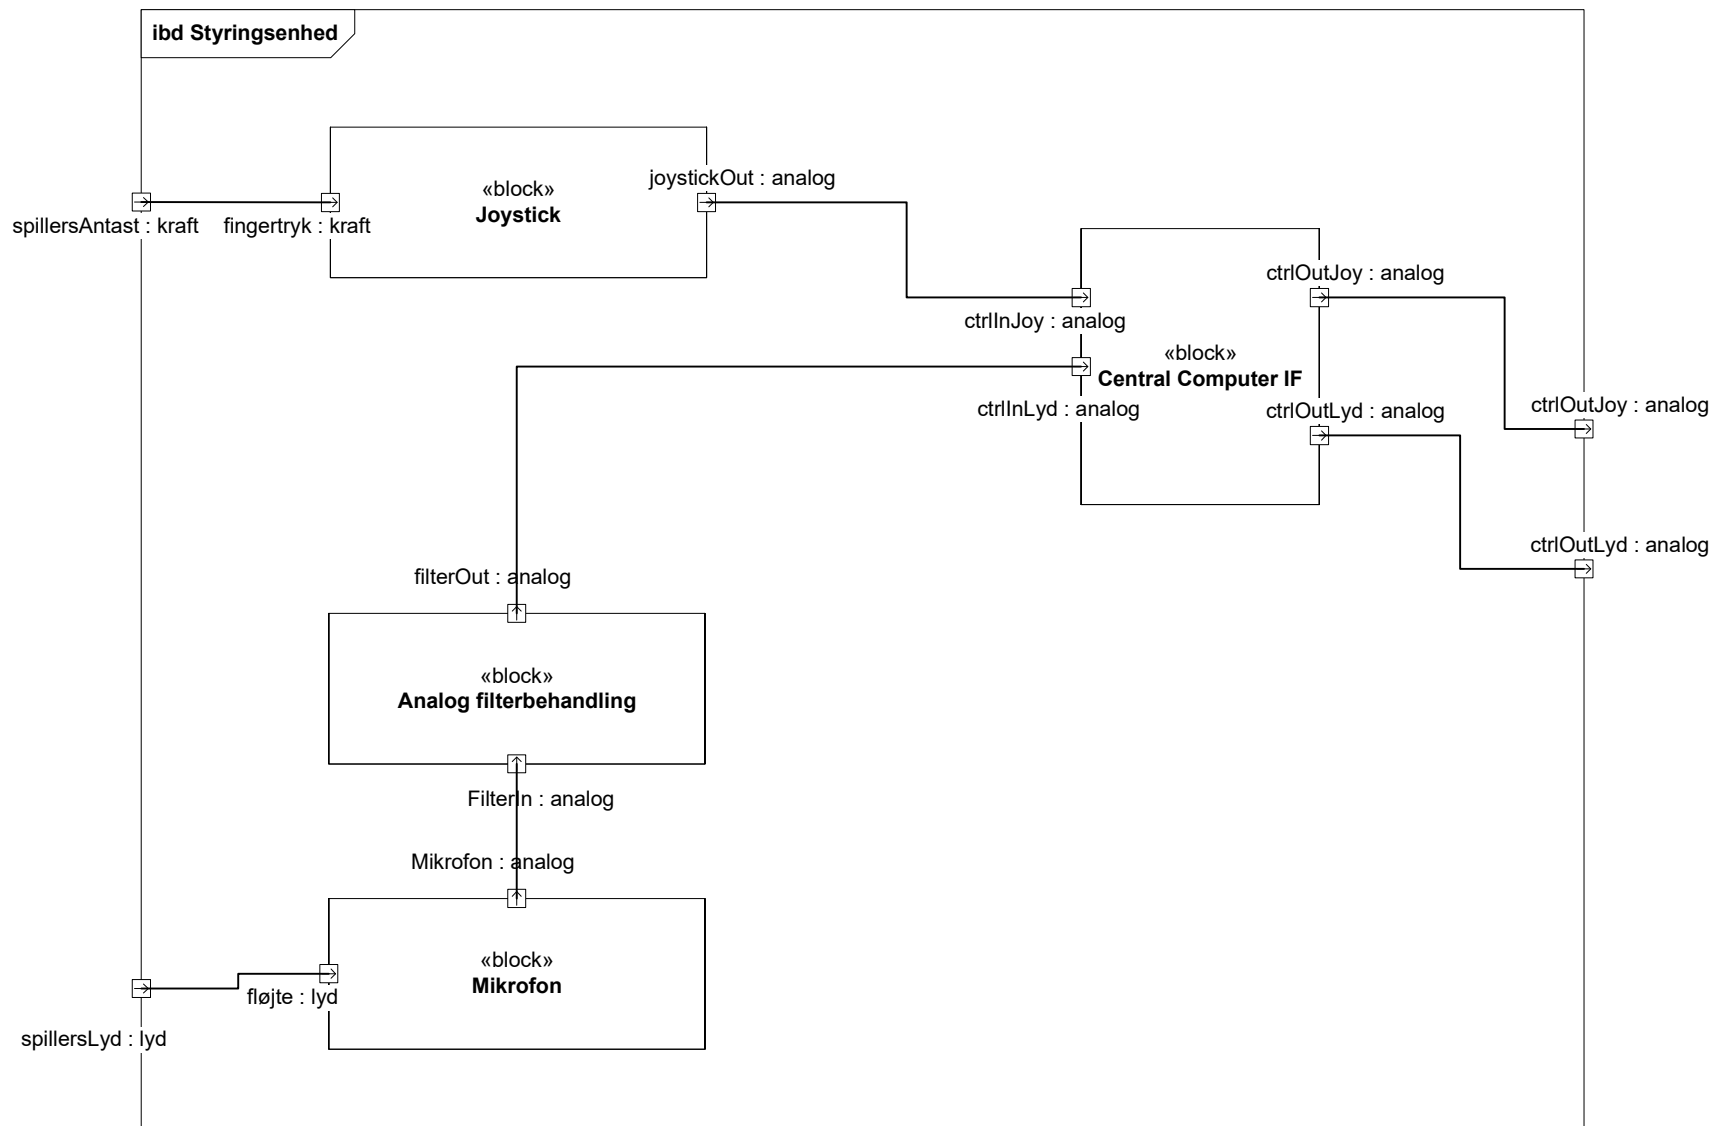 ibd Styringsenhed
«block»
Joystick
joystickOut : analog
spillersAntast : kraft
fingertryk : kraft
ctrlOutJoy : analog
ctrlInJoy : analog
«block»
Central Computer IF
ctrlInLyd : analog
ctrlOutLyd : analog
ctrlOutJoy : analog
ctrlOutLyd : analog
filterOut : analog
«block»
Analog filterbehandling
FilterIn : analog
Mikrofon : analog
«block»
Mikrofon
fløjte : lyd
spillersLyd : lyd